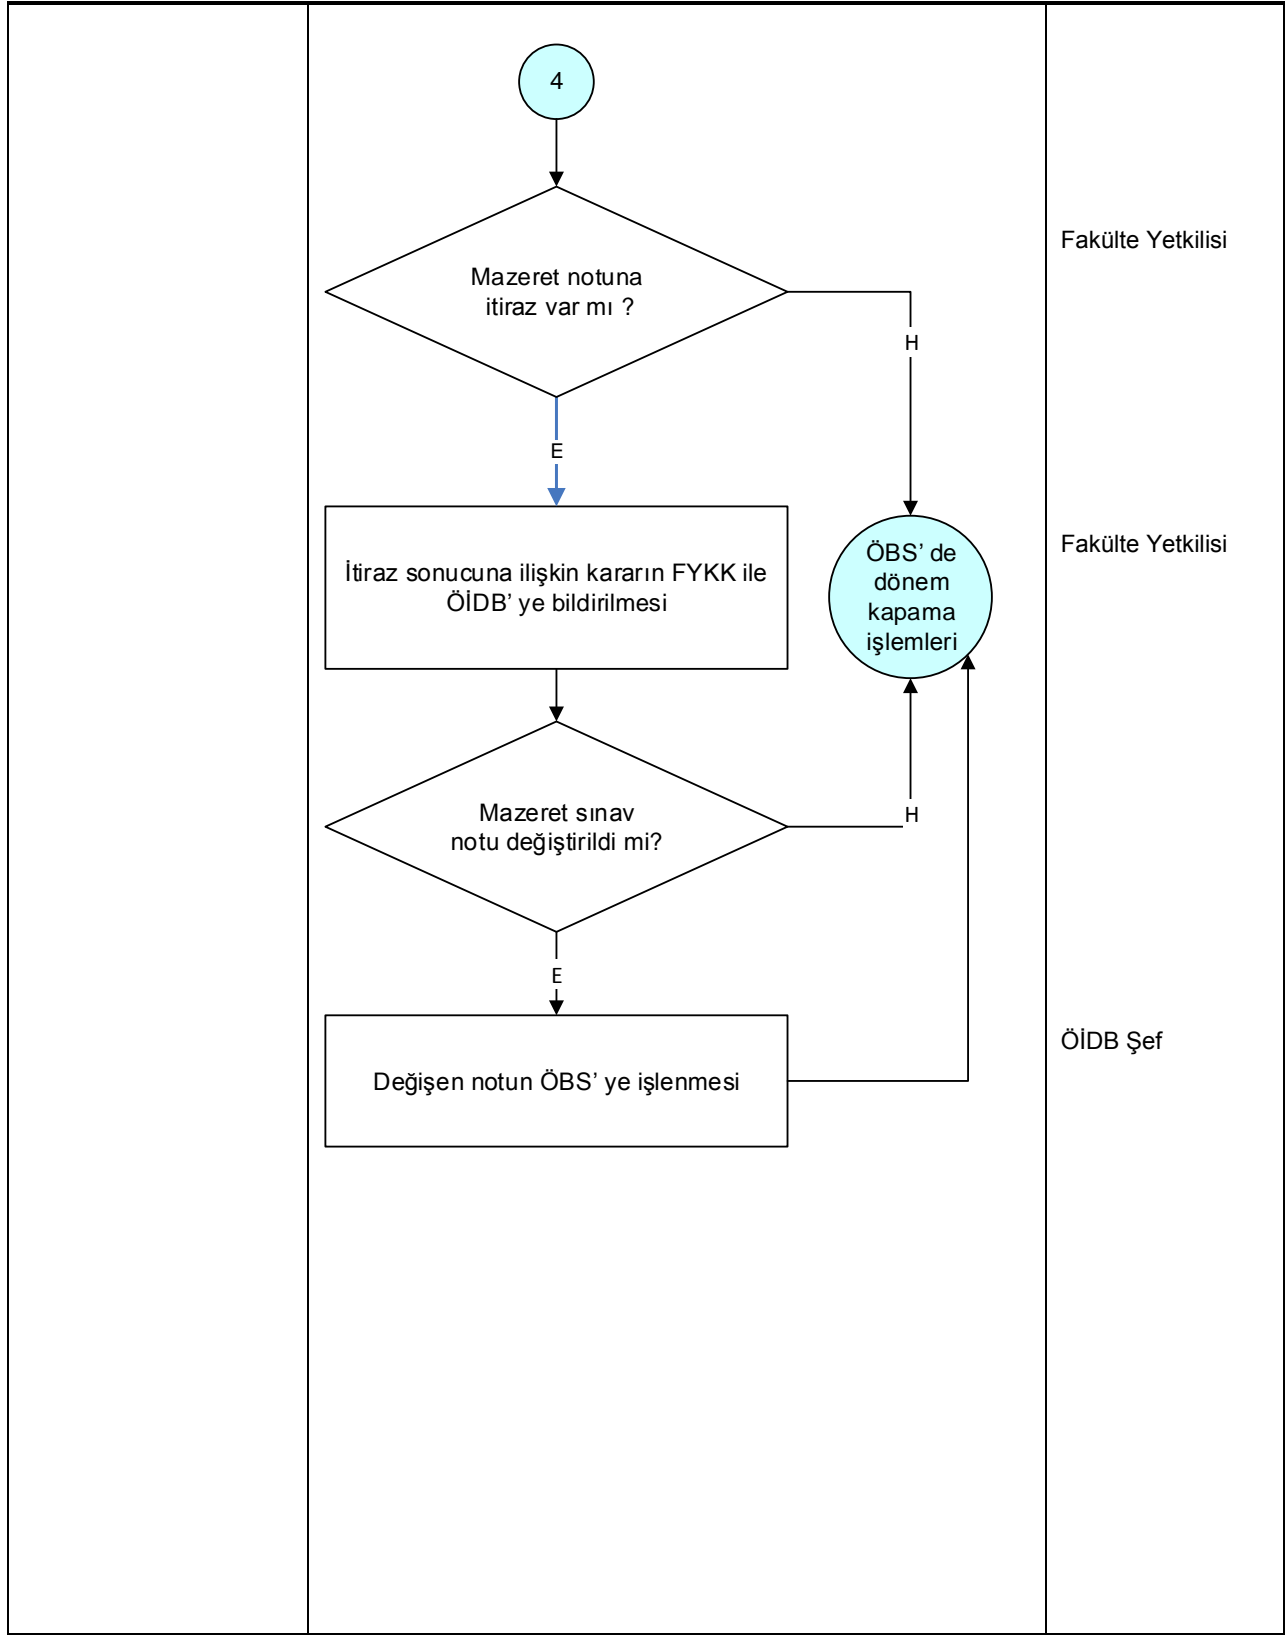 4
Mazeret notuna
itiraz var mı ?
Fakülte Yetkilisi
H
E
İtiraz sonucuna ilişkin kararın FYKK ile
ÖİDB’ ye bildirilmesi
ÖBS’ de
dönem
kapama
işlemleri
Fakülte Yetkilisi
Mazeret sınav
notu değiştirildi mi?
H
E
Değişen notun ÖBS’ ye işlenmesi
ÖİDB Şef